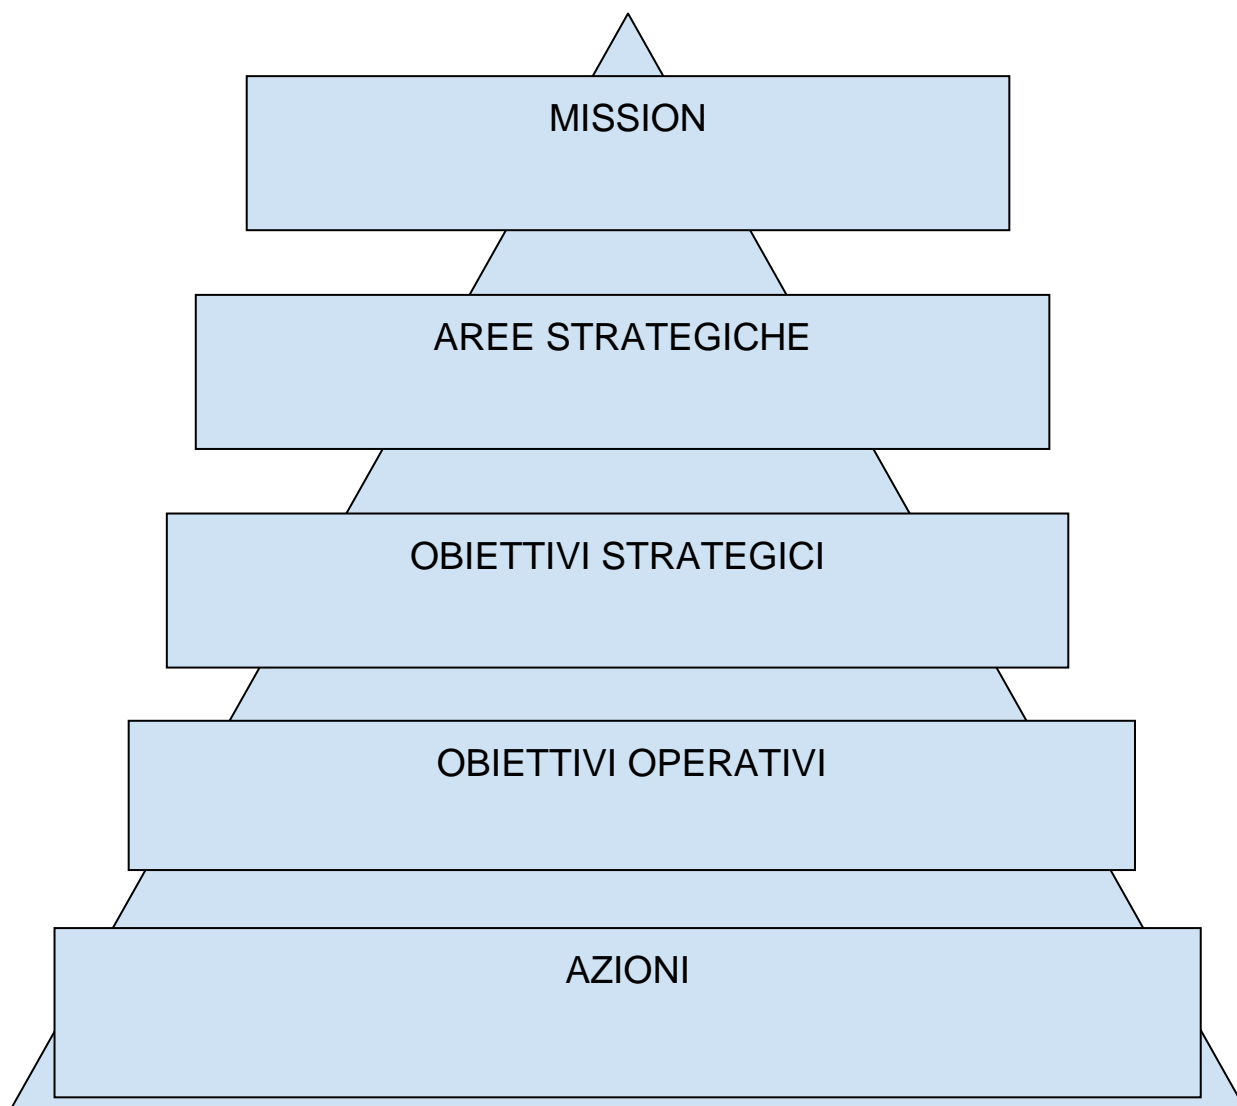 MISSION
AREE STRATEGICHE
OBIETTIVI STRATEGICI
OBIETTIVI OPERATIVI
AZIONI